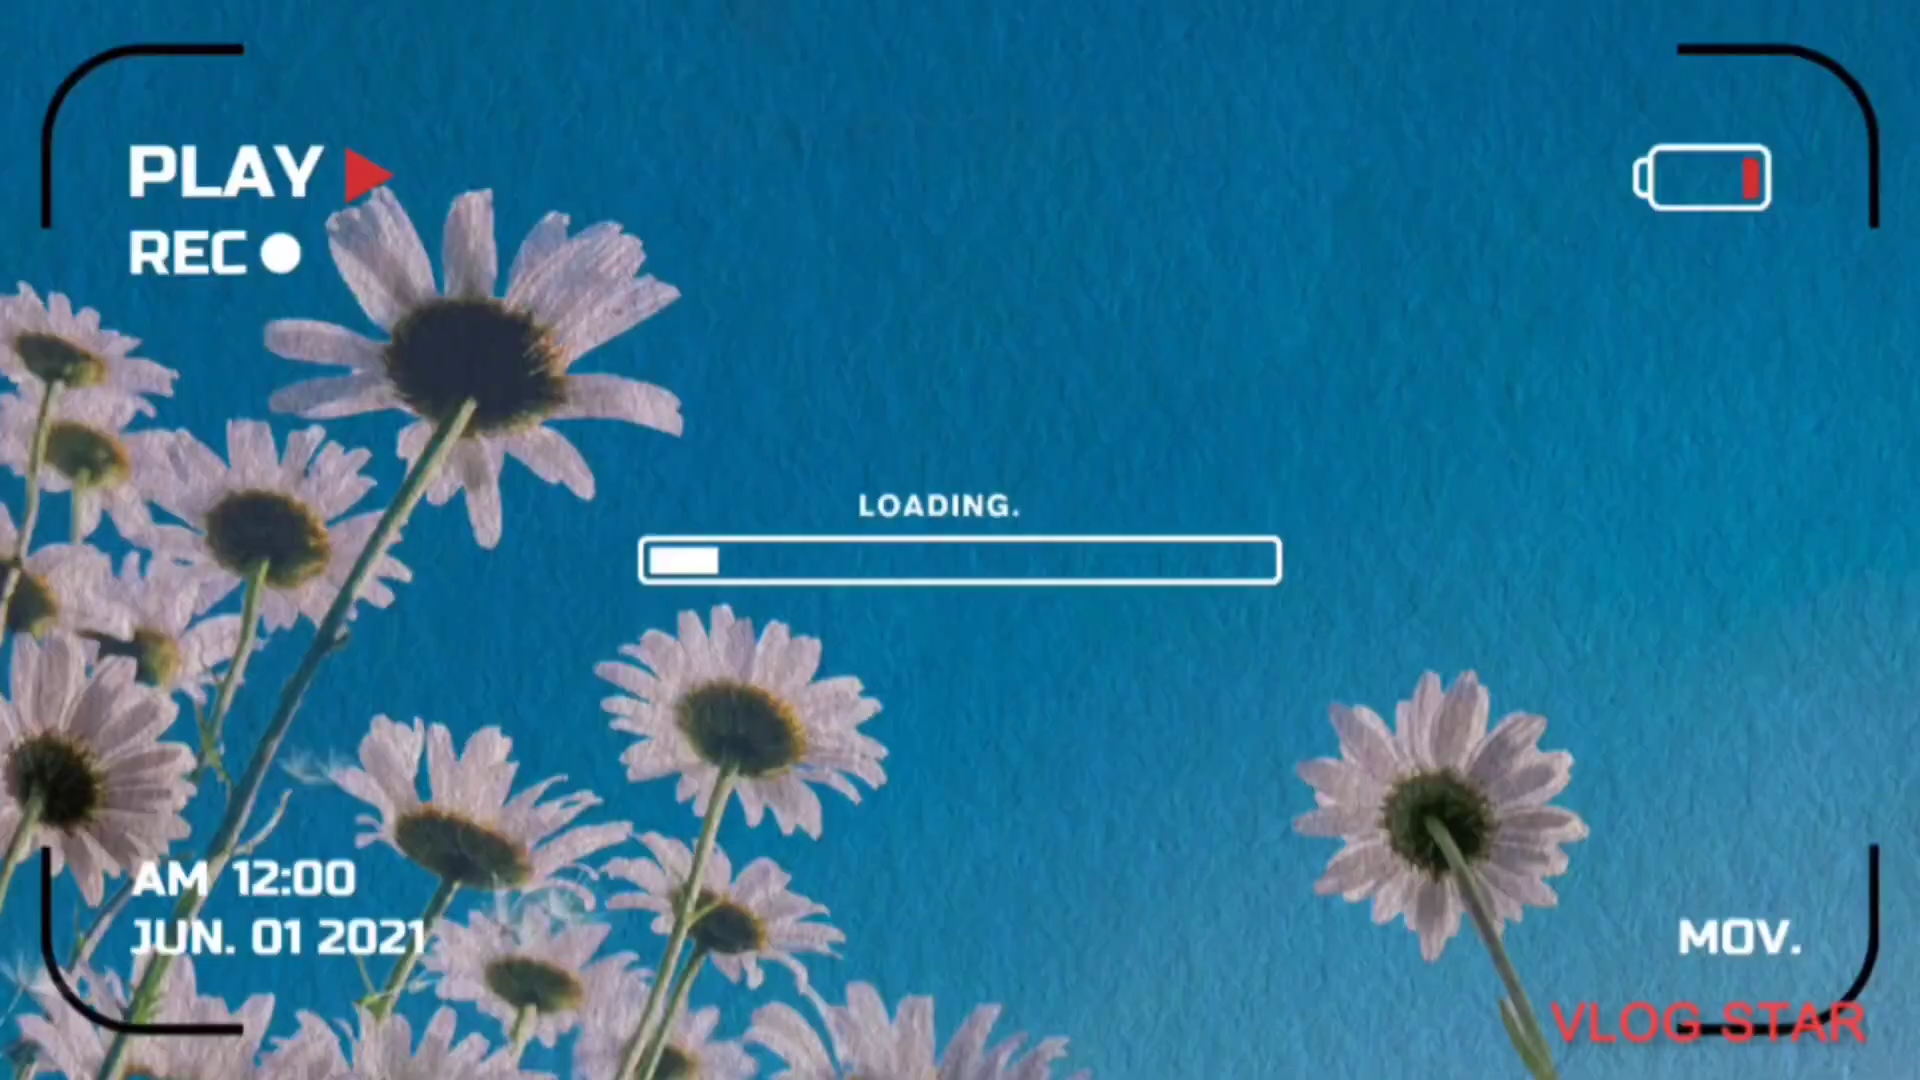 PLAY
REC
LOADING.
AM 12:00
JUN. 01 2021
MOV.
VLOG STAR